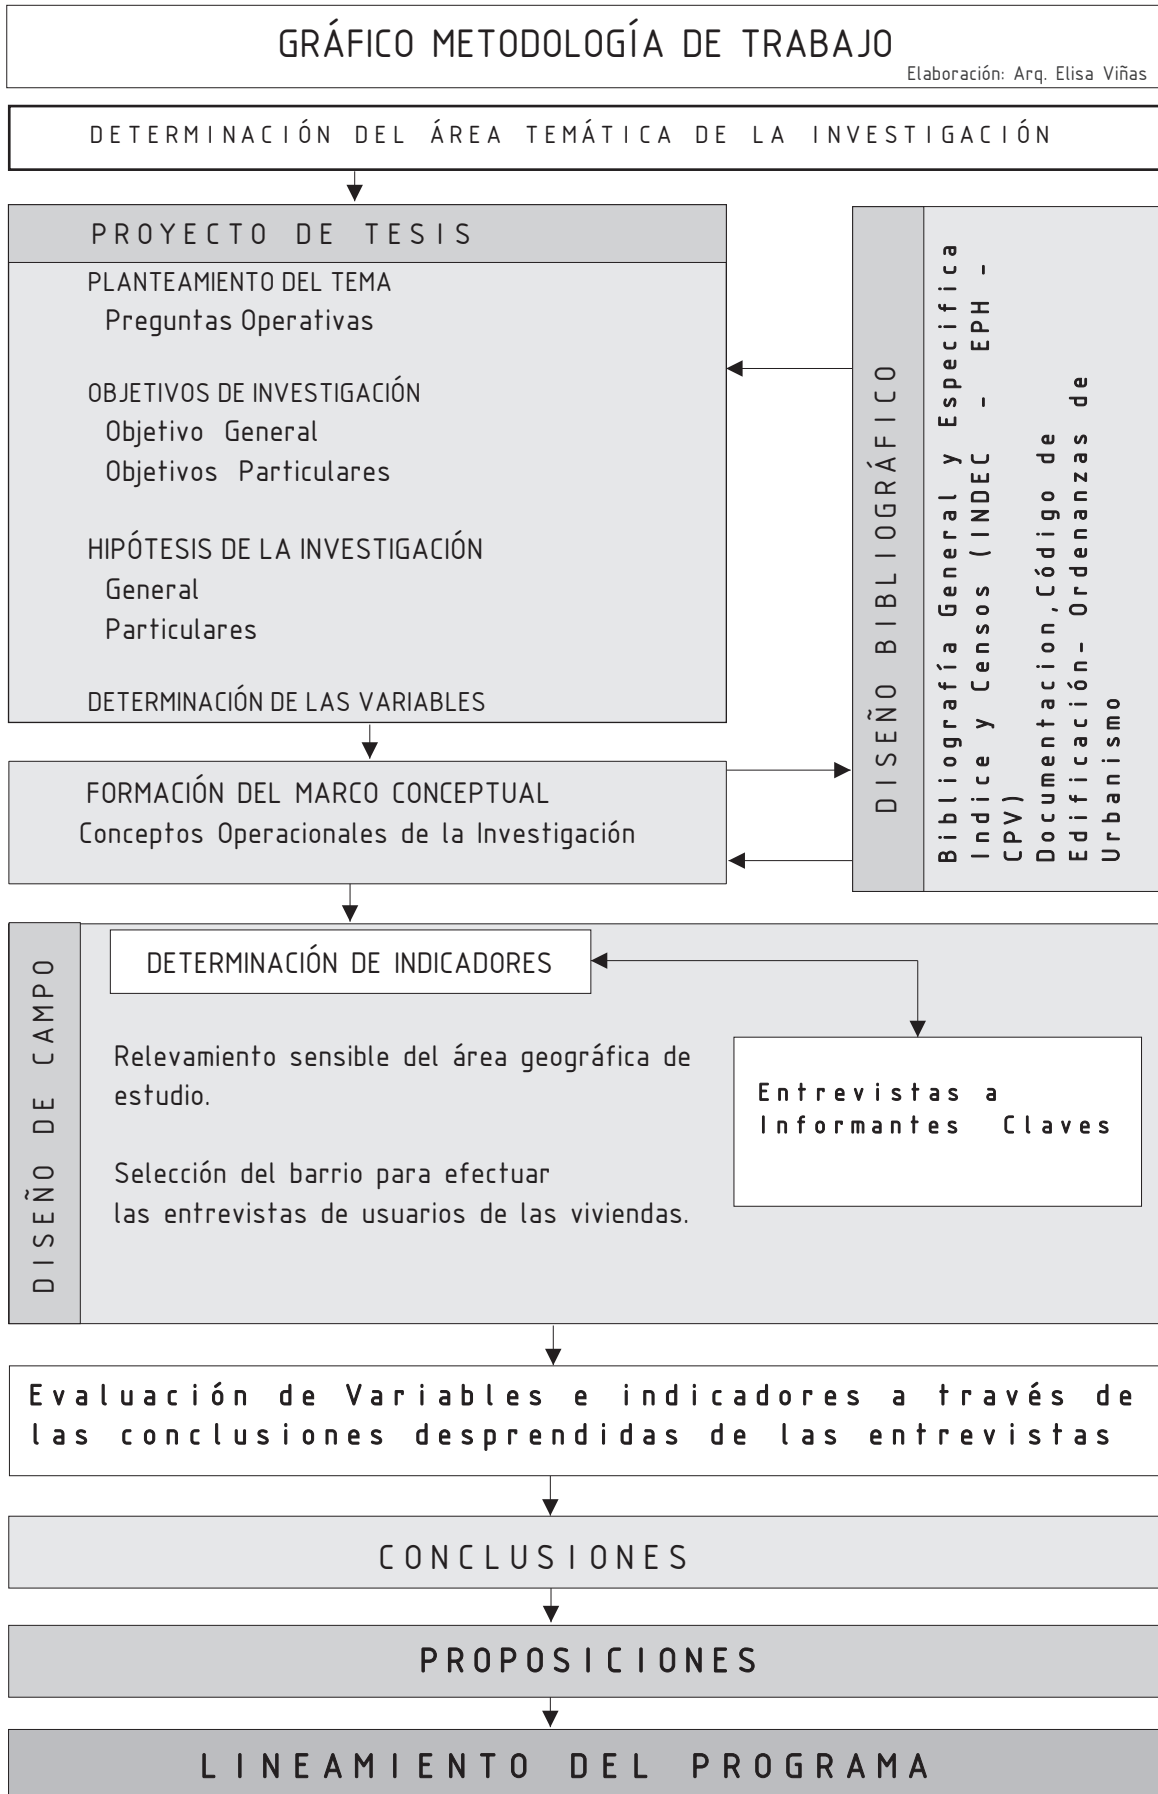 GRÁFICO METODOLOGÍA DE TRABAJO
Elaboración: Arq. Elisa Viñas
DETERMINACIÓN DEL ÁREA TEMÁTICA DE LA INVESTIGACIÓN
PROYECTO DE TESIS
PLANTEAMIENTO DEL TEMA
Preguntas Operativas
OBJETIVOS DE INVESTIGACIÓN
Objetivo General
Objetivos Particulares
HIPÓTESIS DE LA INVESTIGACIÓN
General
Particulares
DETERMINACIÓN DE LAS VARIABLES
DISEÑO BIBLIOGRÁFICO
Bibliografía General y Especifica
Indice y Censos (INDEC - EPH -
CPV)
Documentacion,Código de
Edificación- Ordenanzas de
Urbanismo
FORMACIÓN DEL MARCO CONCEPTUAL
Conceptos Operacionales de la Investigación
DISEÑO DE CAMPO
DETERMINACIÓN DE INDICADORES
Relevamiento sensible del área geográfica de
estudio.
Selección del barrio para efectuar
las entrevistas de usuarios de las viviendas.
Entrevistas a
Informantes Claves
Evaluación de Variables e indicadores a través de
las conclusiones desprendidas de las entrevistas
CONCLUSIONES
PROPOSICIONES
LINEAMIENTO DEL PROGRAMA